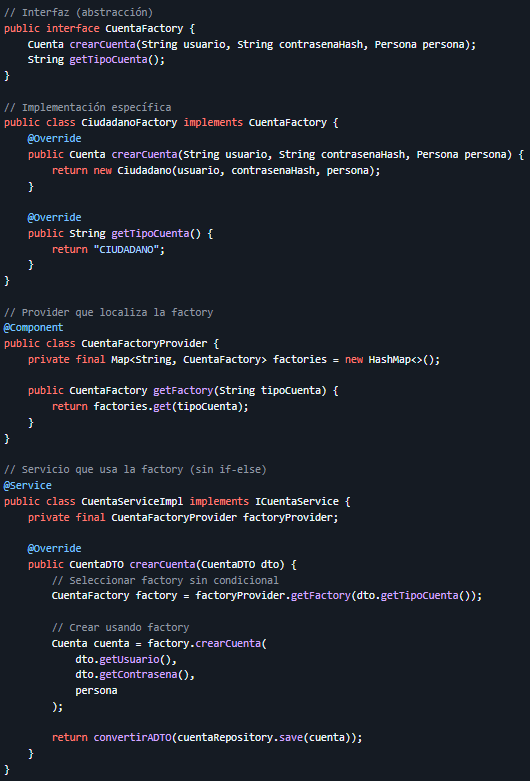 // Interfaz (abstracción)
public interface CuentaFactory {
    Cuenta crearCuenta(String usuario, String contrasenaHash, Persona persona);
    String getTipoCuenta();
}

// Implementación específica
public class CiudadanoFactory implements CuentaFactory {
    @Override
    public Cuenta crearCuenta(String usuario, String contrasenaHash, Persona persona) {
        return new Ciudadano(usuario, contrasenaHash, persona);
    }

    @Override
    public String getTipoCuenta() {
        return "CIUDADANO";
    }
}

// Provider que localiza la factory
@Component
public class CuentaFactoryProvider {
    private final Map<String, CuentaFactory> factories = new HashMap<>();

    public CuentaFactory getFactory(String tipoCuenta) {
        return factories.get(tipoCuenta);
    }
}

// Servicio que usa la factory (sin if-else)
@Service
public class CuentaServiceImpl implements ICuentaService {
    private final CuentaFactoryProvider factoryProvider;

    @Override
    public CuentaDTO crearCuenta(CuentaDTO dto) {
        // Seleccionar factory sin condicional
        CuentaFactory factory = factoryProvider.getFactory(dto.getTipoCuenta());

        // Crear usando factory
        Cuenta cuenta = factory.crearCuenta(
            dto.getUsuario(),
            dto.getContrasena(),
            persona
        );

        return convertirADTO(cuentaRepository.save(cuenta));
    }
}